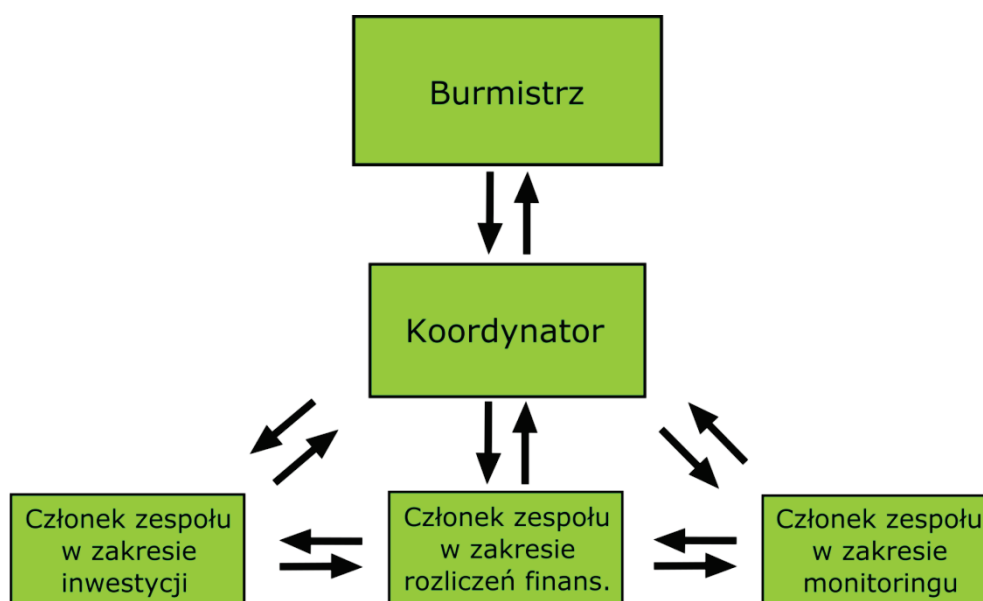 Burmistrz
Koordynator
Członek zespołu
w zakresie
inwestycji
Członek zespołu
w zakresie
rozliczeń finans.
Członek zespołu
w zakresie
monitoringu